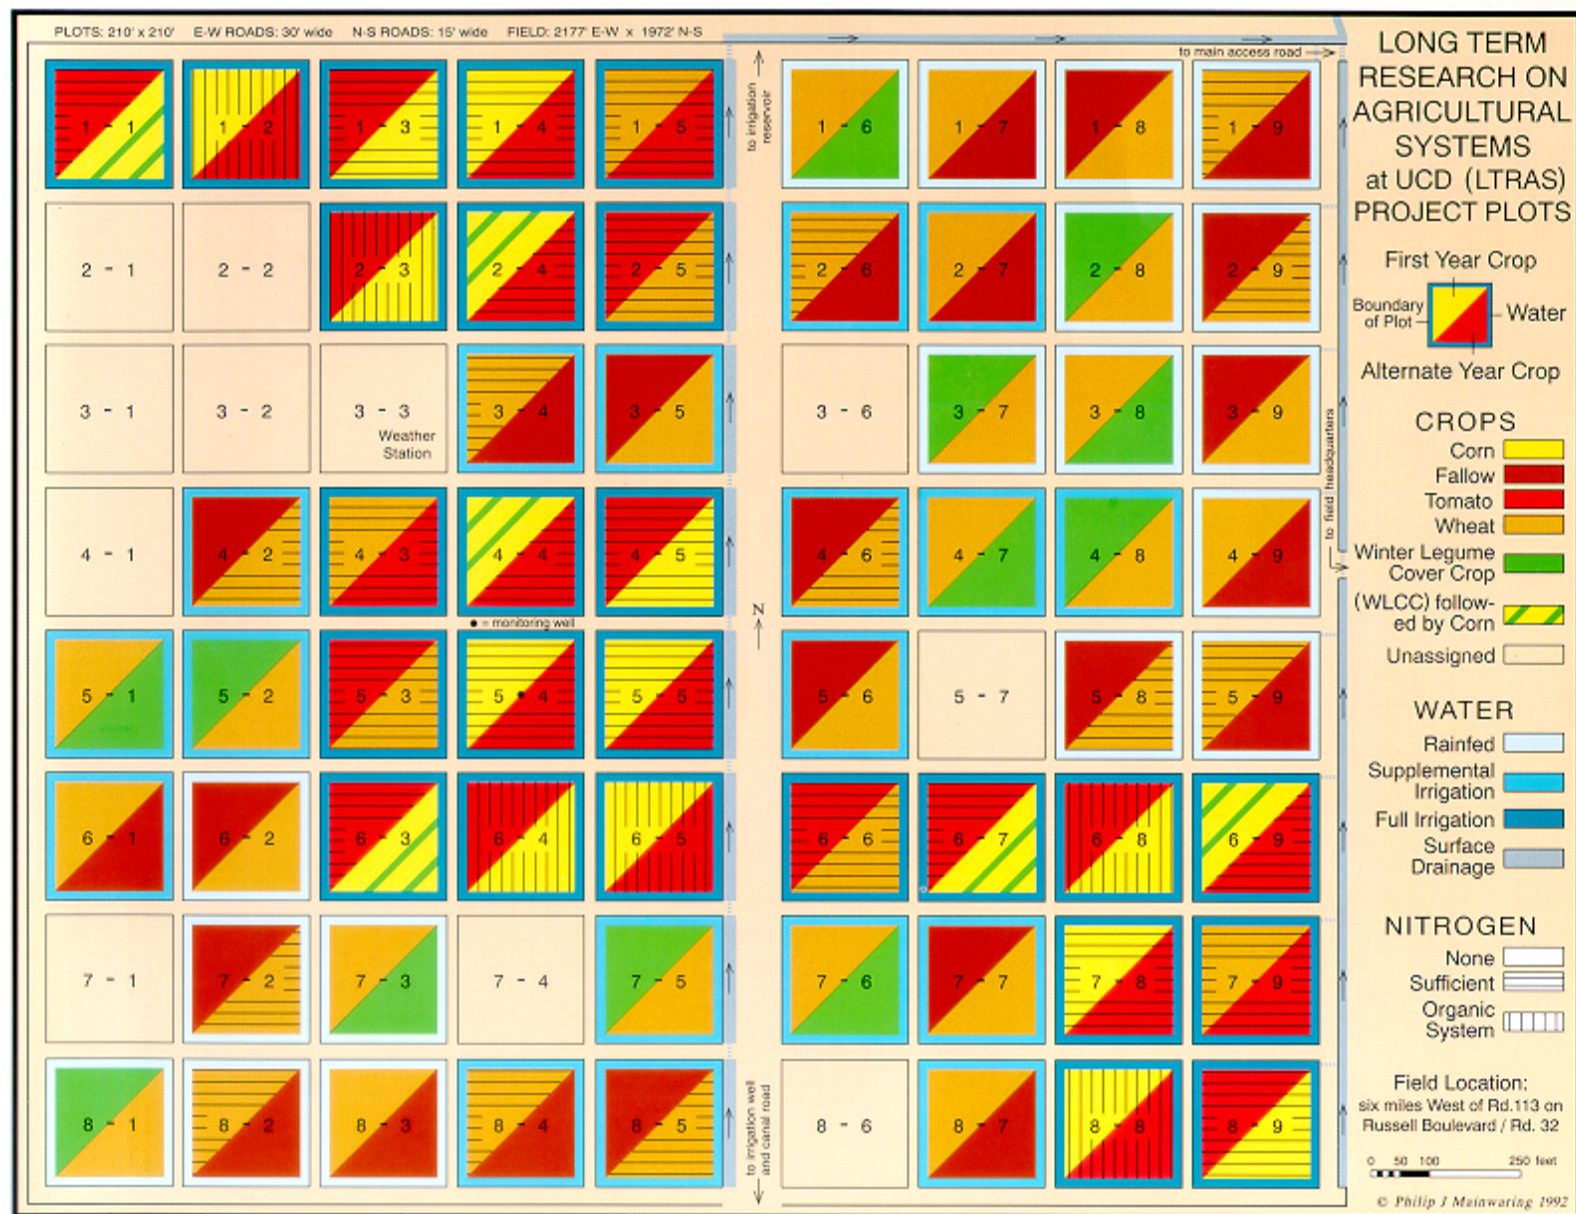 PLOTS: 210' x 210' E-W ROADS: 30' wide N-S ROADS: 15' wide FIELD: 2177' E-W x 1972' N-S
to main access road
to irrigation
reservoir
1 - 1 1 - 2 1 - 3 1 - 4 1 - 5 1 - 6 1 - 7 1 - 8 1 - 9
2 - 1 2 - 2 2 - 3 2 - 4 2 - 5 2 - 6 2 - 7 2 - 8 2 - 9
3 - 1 3 - 2 3 - 3 3 - 4 3 - 5 3 - 6 3 - 7 3 - 8 3 - 9
Weather
Station
to field headquarters
4 - 1 4 - 2 4 - 3 4 - 4 4 - 5 4 - 6 4 - 7 4 - 8 4 - 9
N
● = monitoring well
5 - 1 5 - 2 5 - 3 5 ● 4 5 - 5 5 - 6 5 - 7 5 - 8 5 - 9
6 - 1 6 - 2 6 - 3 6 - 4 6 - 5 6 - 6 6 - 7 6 - 8 6 - 9
7 - 1 7 - 2 7 - 3 7 - 4 7 - 5 7 - 6 7 - 7 7 - 8 7 - 9
8 - 1 8 - 2 8 - 3 8 - 4 8 - 5 8 - 6 8 - 7 8 - 8 8 - 9
to irrigation well
and canal road
LONG TERM
RESEARCH ON
AGRICULTURAL
SYSTEMS
at UCD (LTRAS)
PROJECT PLOTS
First Year Crop
Boundary
of Plot
Water
Alternate Year Crop
CROPS
Corn
Fallow
Tomato
Wheat
Winter Legume
Cover Crop
(WLCC) follow-
ed by Corn
Unassigned
WATER
Rainfed
Supplemental
Irrigation
Full Irrigation
Surface
Drainage
NITROGEN
None
Sufficient
Organic
System
Field Location:
six miles West of Rd.113 on
Russell Boulevard / Rd. 32
0 50 100 250 feet
© Philip J Mainwaring 1992